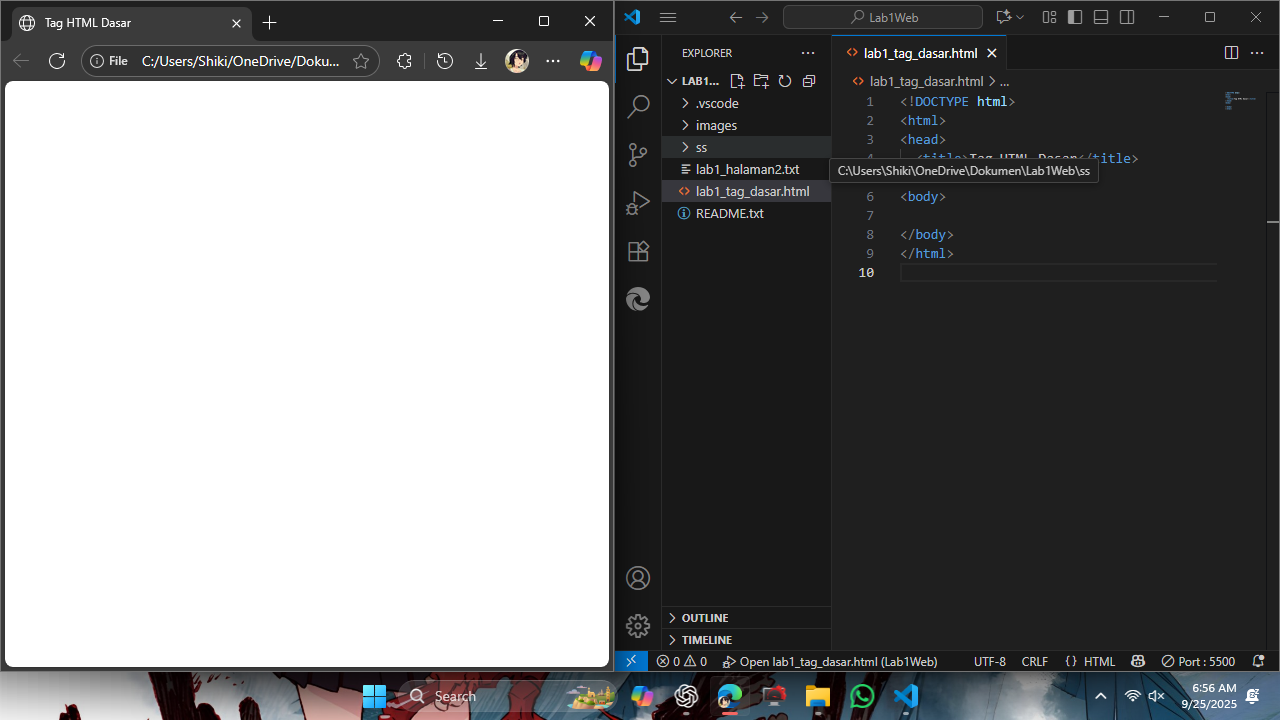 Tag HTML Dasar
File
C:/Users/Shiki/OneDrive/Doku...
Lab1Web
EXPLORER
LAB1...
.vscode
images
ss
lab1_halaman2.txt
lab1_tag_dasar.html
README.txt
OUTLINE
TIMELINE
lab1_tag_dasar.html
lab1_tag_dasar.html > ...
1 <!DOCTYPE html>
2 <html>
3 <head>
4 <title>Tag HTML Dasar</title>
C:\Users\Shiki\OneDrive\Dokumen\Lab1Web\ss
6 <body>
7
8 </body>
9 </html>
10
0 0 Open lab1_tag_dasar.html (Lab1Web) UTF-8 CRLF {} HTML Port : 5500
Search
6:56 AM
9/25/2025